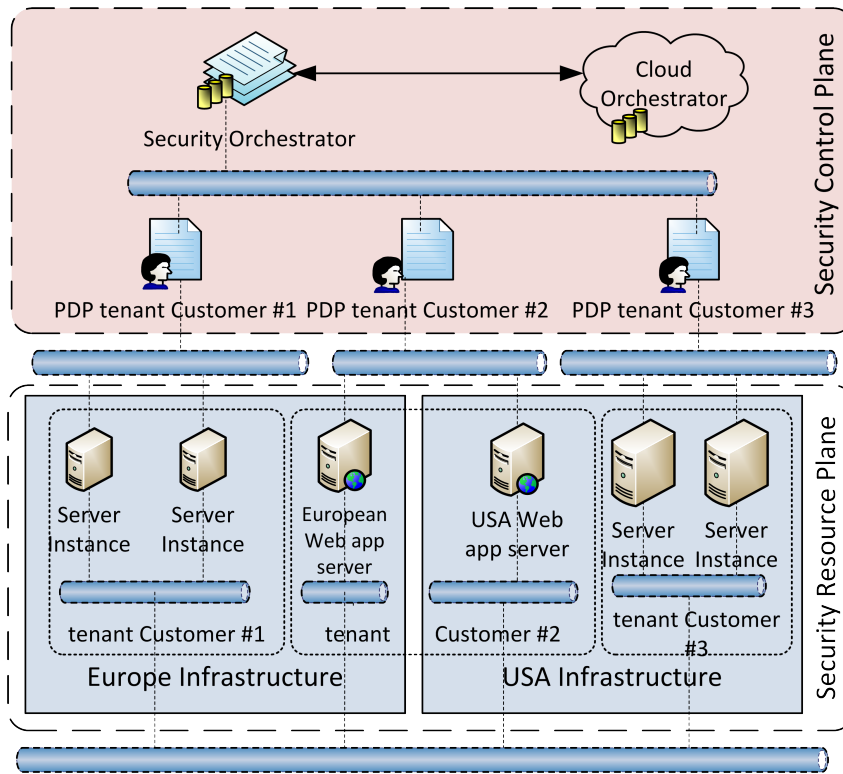 Cloud
Orchestrator
Security Orchestrator
Security Control Plane
PDP tenant Customer #1
PDP tenant Customer #2
PDP tenant Customer #3
Server
Instance
Server
Instance
European
Web app
server
USA Web
app server
Server
Instance
Server
Instance
tenant Customer #1
tenant
Customer #2
tenant Customer
#3
Europe Infrastructure
USA Infrastructure
Security Resource Plane